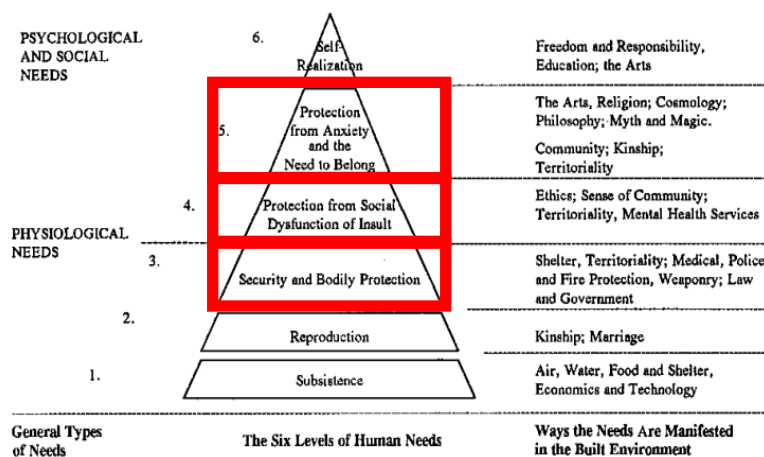 PSYCHOLOGICAL
AND SOCIAL
NEEDS
6.
Self-
Realization
Freedom and Responsibility,
Education; the Arts
5.
Protection
from Anxiety
and the
Need to Belong
The Arts, Religion; Cosmology;
Philosophy; Myth and Magic.
Community; Kinship;
Territoriality
4.
Protection from Social
Dysfunction of Insult
Ethics; Sense of Community;
Territoriality, Mental Health Services
PHYSIOLOGICAL
NEEDS
3.
Security and Bodily Protection
Shelter, Territoriality; Medical, Police
and Fire Protection, Weaponry; Law
and Government
2.
Reproduction
Kinship; Marriage
1.
Subsistence
Air, Water, Food and Shelter,
Economics and Technology
General Types
of Needs
The Six Levels of Human Needs
Ways the Needs Are Manifested
in the Built Environment